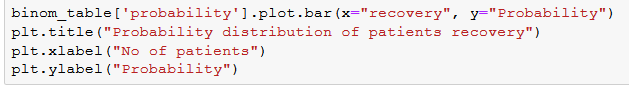 binom_table['probability'].plot.bar(x="recovery", y="Probability")
plt.title("Probability distribution of patients recovery")
plt.xlabel("No of patients")
plt.ylabel("Probability")